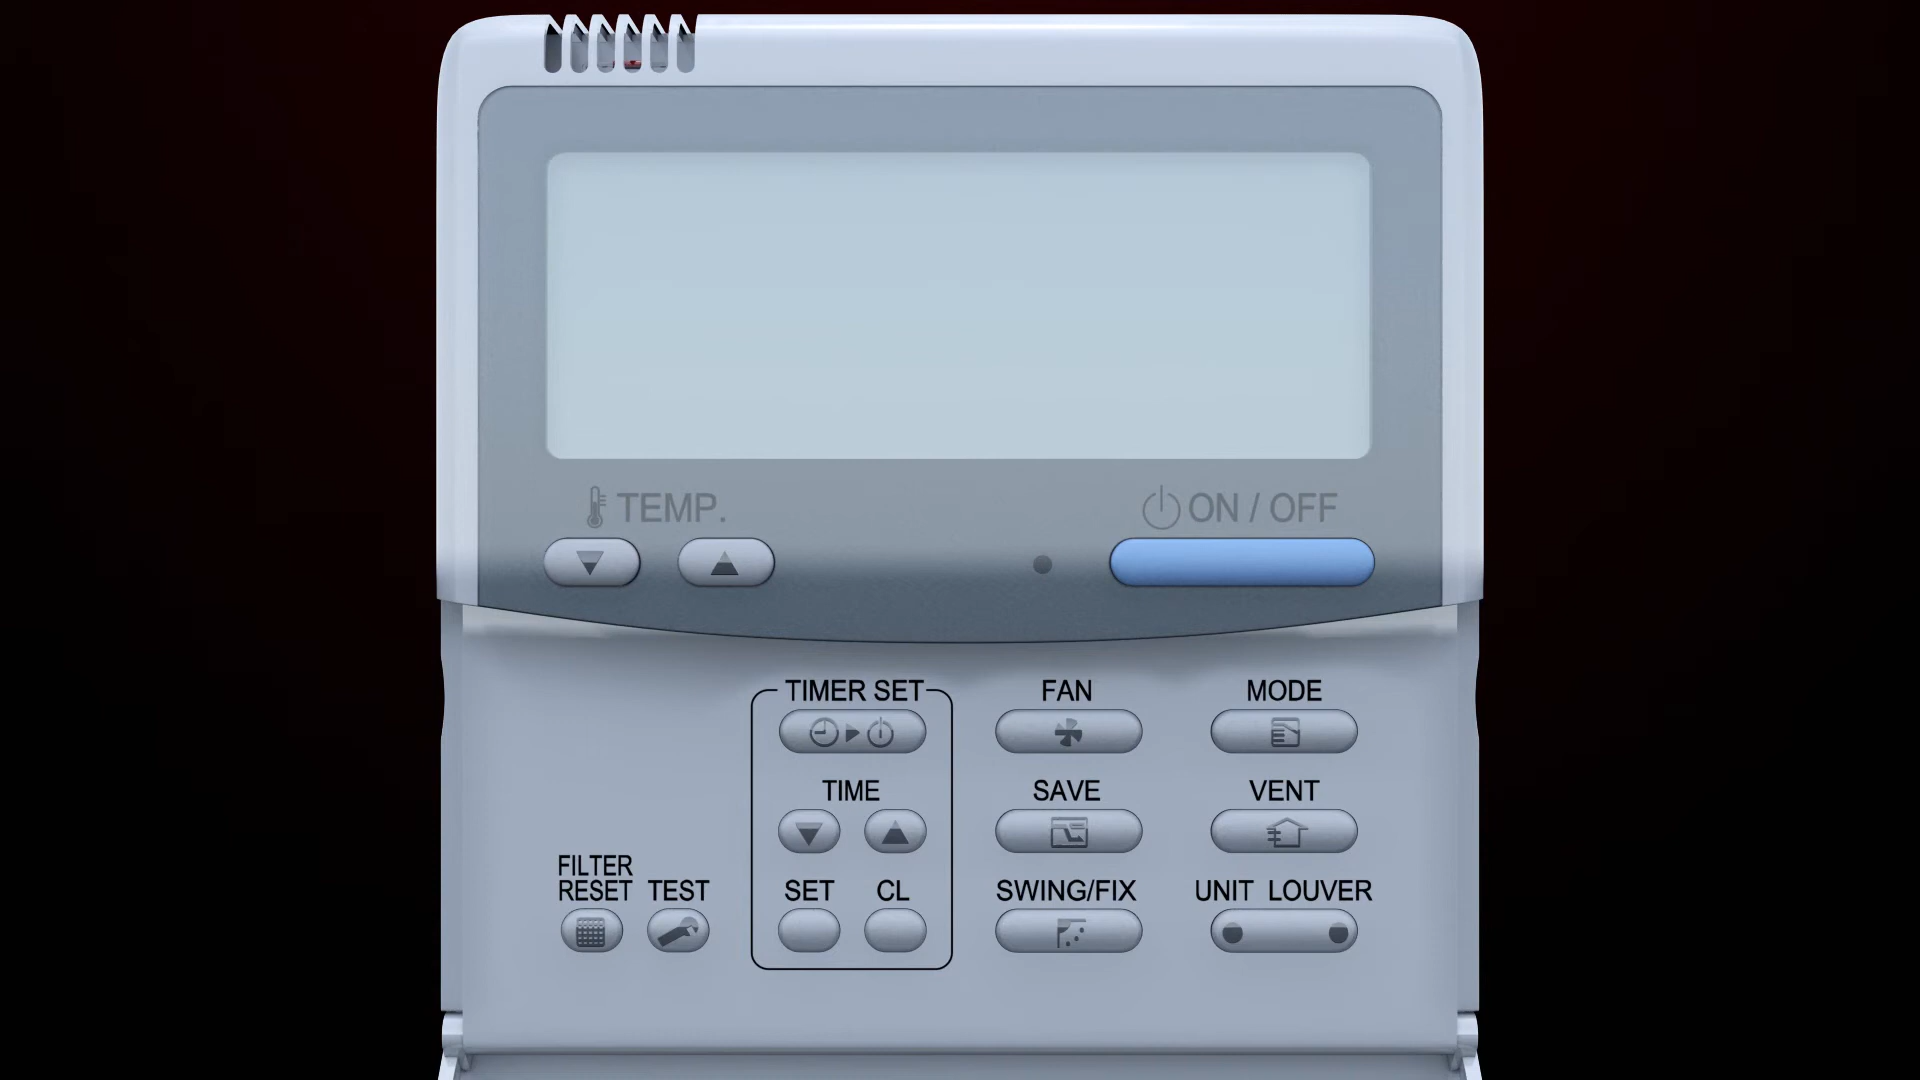 TEMP.
ON / OFF
TIMER SET
FAN
MODE
TIME
SAVE
VENT
FILTER
RESET
TEST
SET
CL
SWING/FIX
UNIT LOUVER